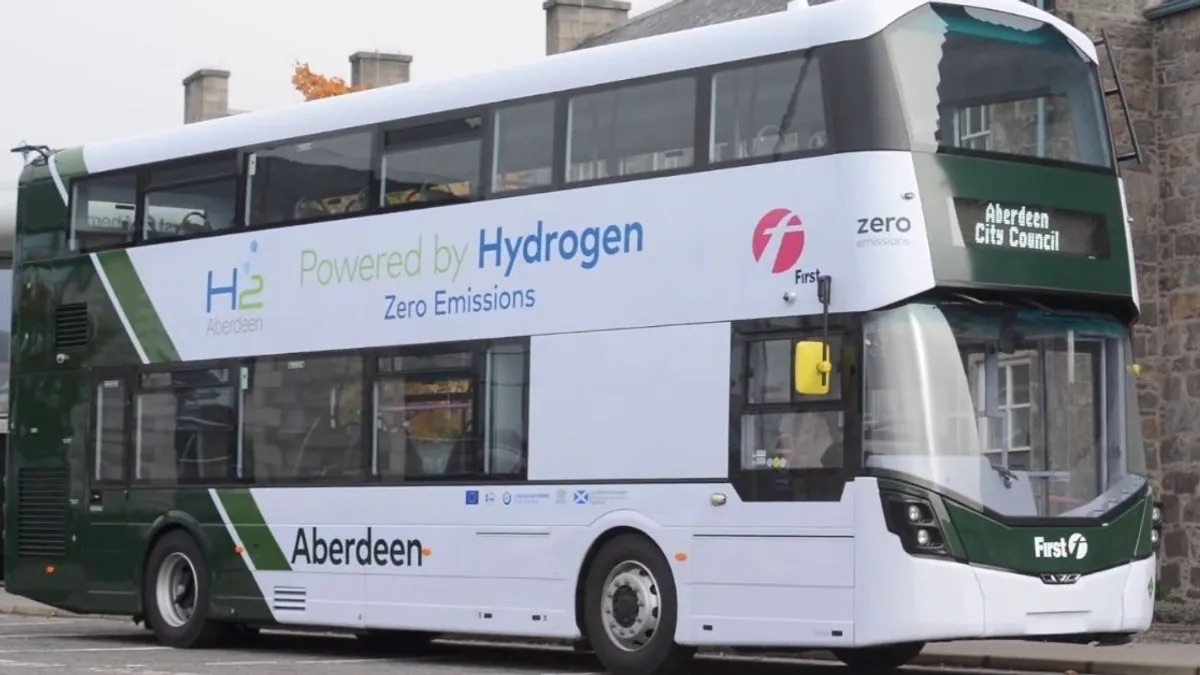 Aberdeen
City Council
zero
emissions
First
Powered by Hydrogen
Zero Emissions
H2
Aberdeen
Aberdeen
First